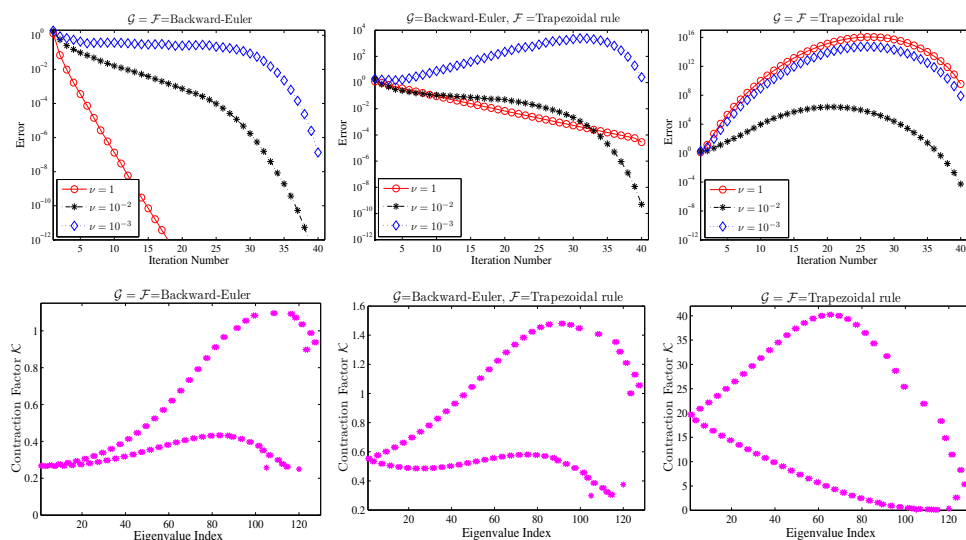 𝒢 = ℱ=Backward-Euler
10^0
10^-2
10^-4
10^-6
10^-8
10^-10
10^-12
Error
ν = 1
ν = 10^-2
ν = 10^-3
5 10 15 20 25 30 35 40
Iteration Number
𝒢=Backward-Euler, ℱ=Trapezoidal rule
10^4
10^2
10^0
10^-2
10^-4
10^-6
10^-8
10^-10
10^-12
Error
ν = 1
ν = 10^-2
ν = 10^-3
5 10 15 20 25 30 35 40
Iteration Number
𝒢 = ℱ =Trapezoidal rule
10^16
10^12
10^8
10^4
10^0
10^-4
10^-8
10^-12
Error
ν = 1
ν = 10^-2
ν = 10^-3
5 10 15 20 25 30 35 40
Iteration Number
𝒢 = ℱ=Backward-Euler
1
0.8
0.6
0.4
0.2
0
Contraction Factor 𝒦
20 40 60 80 100 120
Eigenvalue Index
𝒢=Backward-Euler, ℱ=Trapezoidal rule
1.6
1.4
1.2
1
0.8
0.6
0.4
0.2
Contraction Factor 𝒦
20 40 60 80 100 120
Eigenvalue Index
𝒢 = ℱ =Trapezoidal rule
40
35
30
25
20
15
10
5
0
Contraction Factor 𝒦
20 40 60 80 100 120
Eigenvalue Index